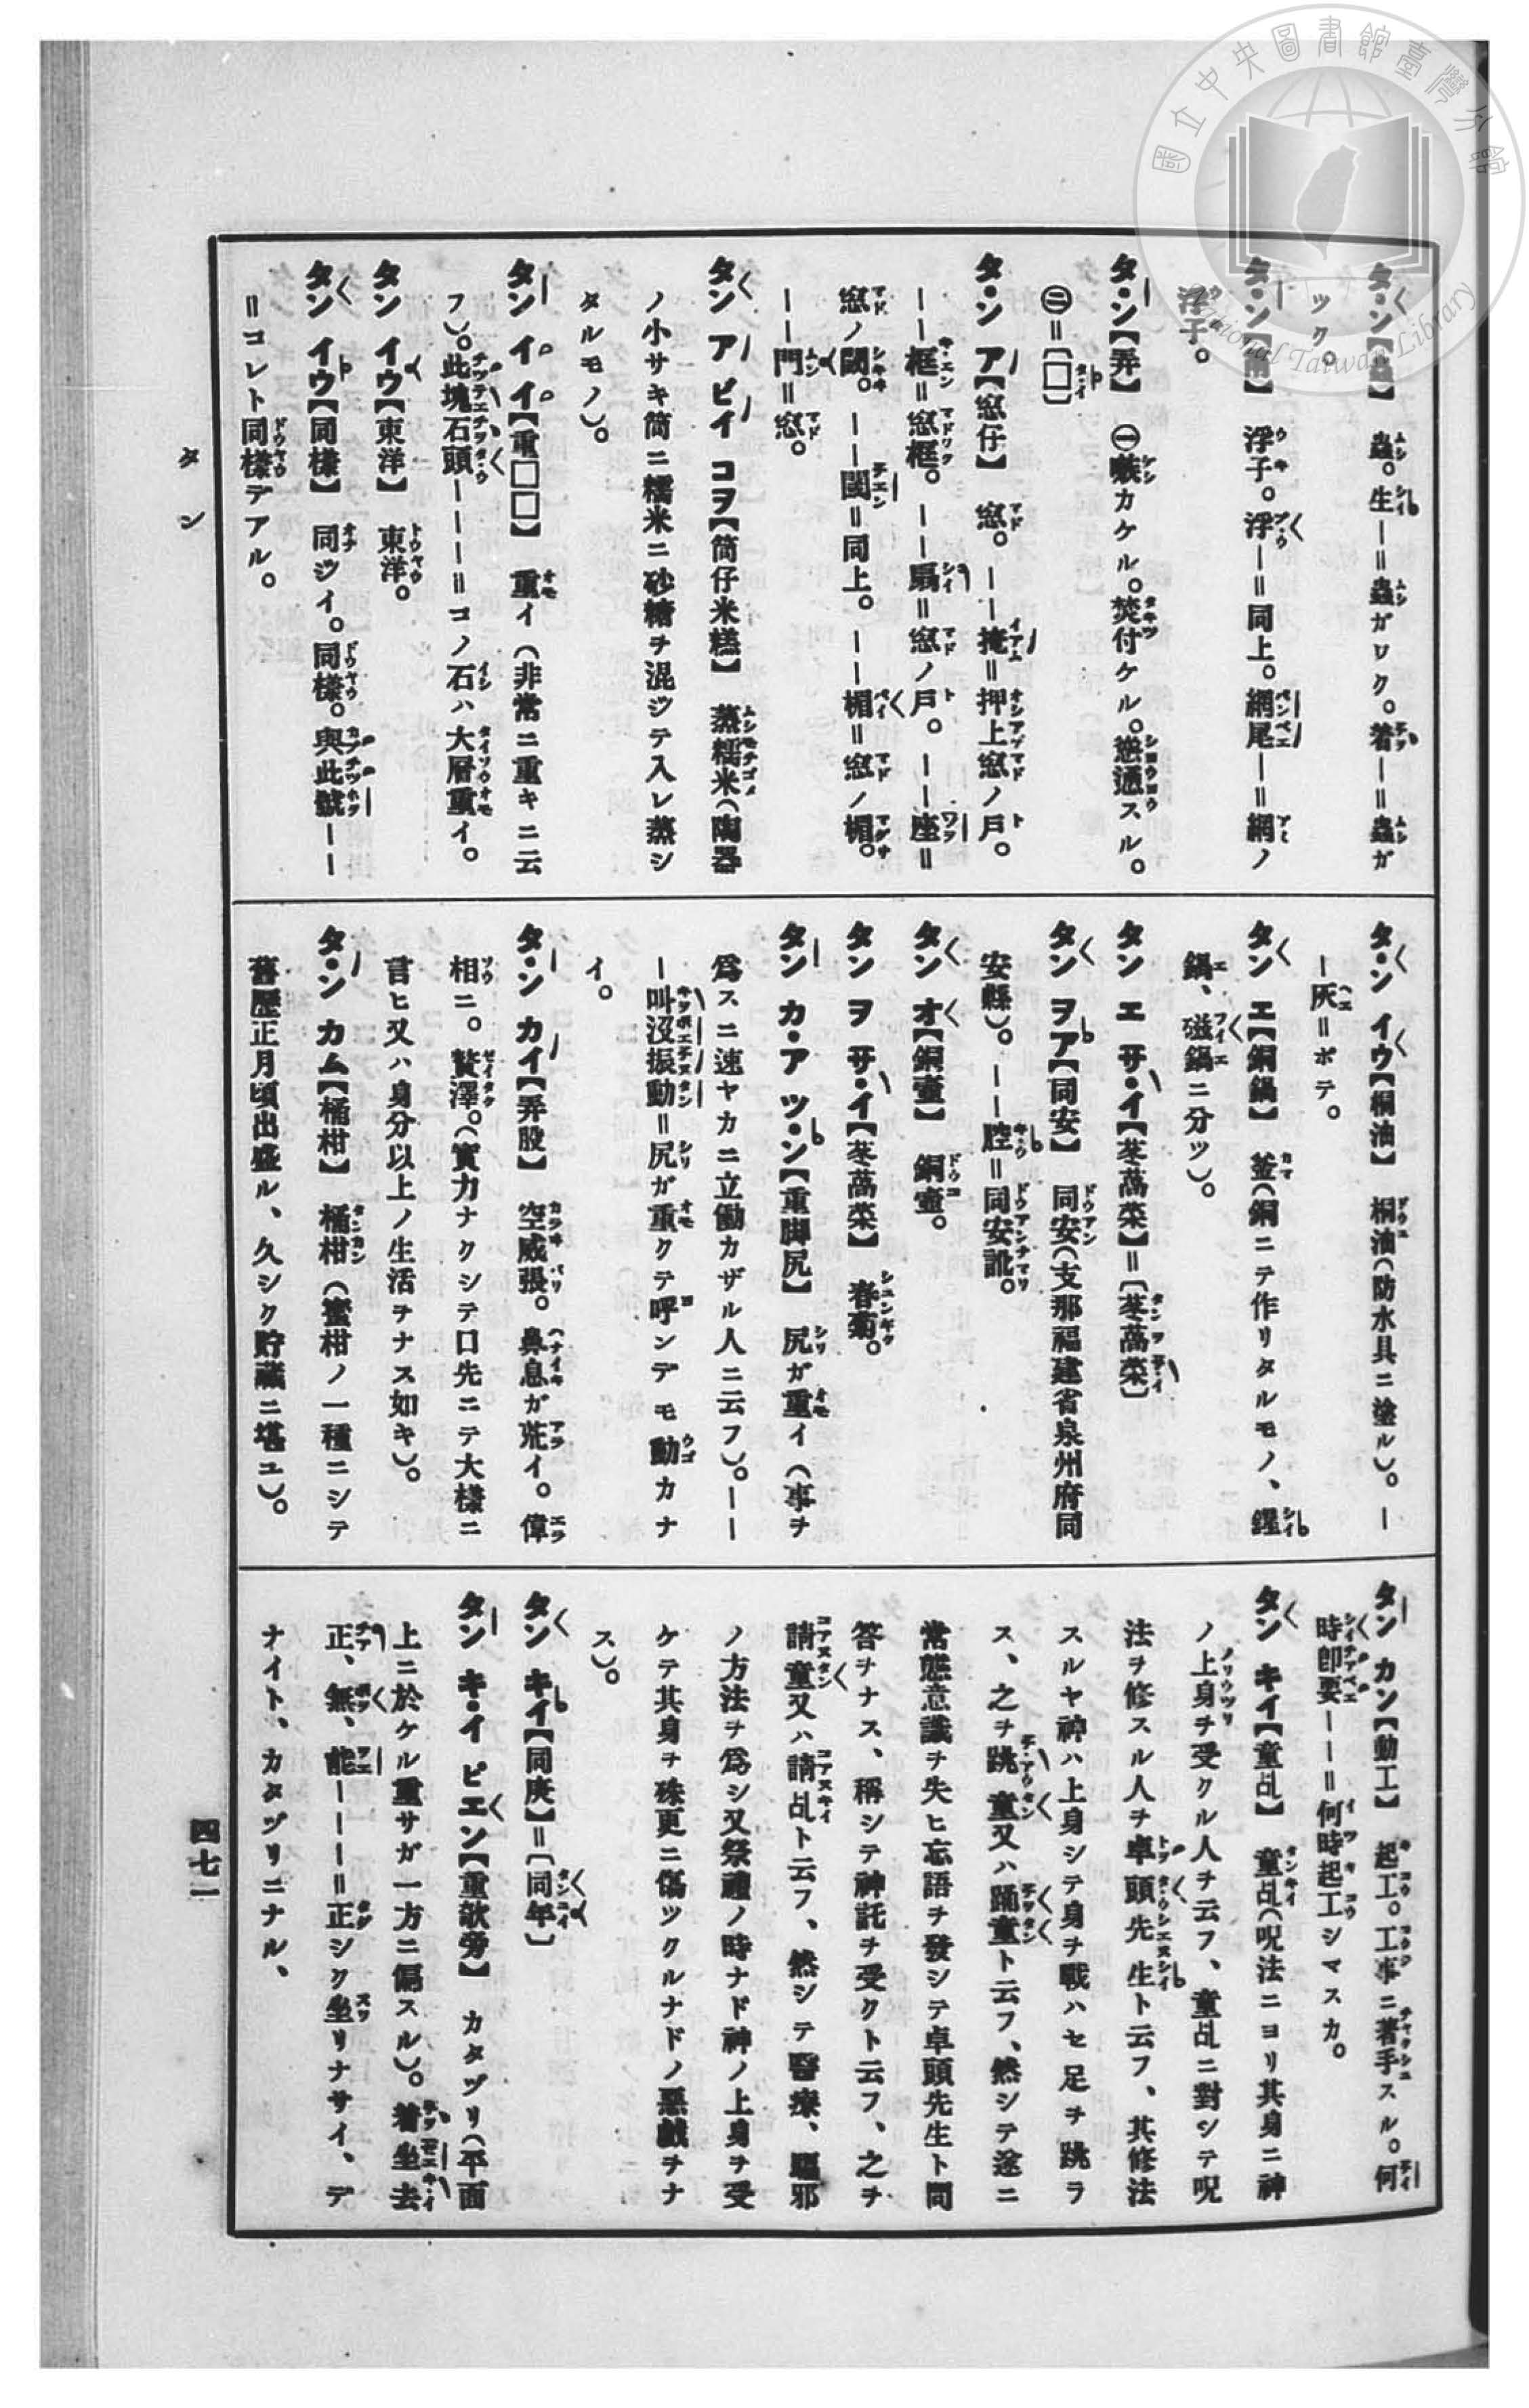 タ・ン【蟲】 蟲。生ー=蟲ガワク。着ー=蟲ガ
ツク。
浮子。浮ー=同上。網尾ー=網ノ
浮子。
タ・ン【弄】 ㊀嗾カケル。焚付ケル。慫慂スル。
㊁=〔□〕
タ・ン ア【窓仔】 窓。ーー掩=押上窓ノ戶。
ーー框=窓框。ーー扇=窓ノ戶。ーー座=
窓ノ閾。ーー閾=同上。ーー楣=窓ノ楣。
ーー門=窓。
タン ア ビイ コヲ【筒仔米糕】 蒸糯米(陶器
ノ小サキ筒ニ糯米ニ砂糖ヲ混ジテ入レ蒸シ
タルモノ)。
タン イ イ【重□□】 重イ(非常ニ重キニ云
フ)。此塊石頭ーーー=コノ石ハ大層重イ。
タン イウ【東洋】 東洋。
タン イウ【同樣】 同ジイ。同樣。與此號ーー
=コレト同樣デアル。
タ・ン イウ【桐油】 桐油(防水具ニ塗ル)。ー
ー灰=ポテ。
タン エ【銅鍋】 釜(銅ニテ作リタルモノ、鋥
鍋、磁鍋ニ分ツ)。
タン エ サ・イ【苳萵菜】=〔苳萵菜〕
タン ヲア【同安】 同安(支那福建省泉州府同
安縣)。ーー腔=同安訛。
タン オ【銅壺】 銅壺。
タン ヲ サ・イ【苳萵菜】 春菊。
タン カ・ア ツ・ン【重脚尻】 尻ガ重イ(事ヲ
爲スニ速ヤカニ立働カザル人ニ云フ)。ーー
ー叫沒振動=尻ガ重クテ呼ンデモ動カナ
イ。
タ・ン カイ【弄股】 空威張。鼻息ガ荒イ。偉
相ニ。贅澤。(實力ナクシテ口先ニテ大樣ニ
言ヒ又ハ身分以上ノ生活ヲナス如キ)。
タ・ン カム【桶柑】 桶柑(蜜柑ノ一種ニシテ
舊歷正月頃出盛ル、久シク貯藏ニ堪ユ)。
タン カン【動工】 起工。工事ニ著手スル。何
時卽要ーー=何時起工シマスカ。
タン キイ【童乩】 童乩(呪法ニヨリ其身ニ神
ノ上身ヲ受クル人ヲ云フ、童乩ニ對シテ呪
法ヲ修スル人ヲ卓頭先生ト云フ、其修法
スルヤ神ハ上身シテ身ヲ戰ハセ足ヲ跳ラ
ス、之ヲ跳童又ハ踊童ト云フ、然シテ遂ニ
常態意識ヲ失ヒ忘語ヲ發シテ卓頭先生ト問
答ヲナス、稱シテ神託ヲ受クト云フ、之ヲ
請童又ハ請乩ト云フ、然シテ醫療、驅邪
ノ方法ヲ爲シ又祭禮ノ時ナド神ノ上身ヲ受
ケテ其身ヲ殊更ニ傷ツクルナドノ惡戲ヲナ
ス)。
タン キイ【同庚】=〔同年〕
タン キ・イ ピエン【重欹旁】 カタヅリ(平面
上ニ於ケル重サガ一方ニ偏スル)。着坐去
正、無、能ーーー=正シク坐リナサイ、デ
ナイト、カタヅリニナル、
タン
四七一
國立中央圖書館臺灣分館
National Taiwan Library